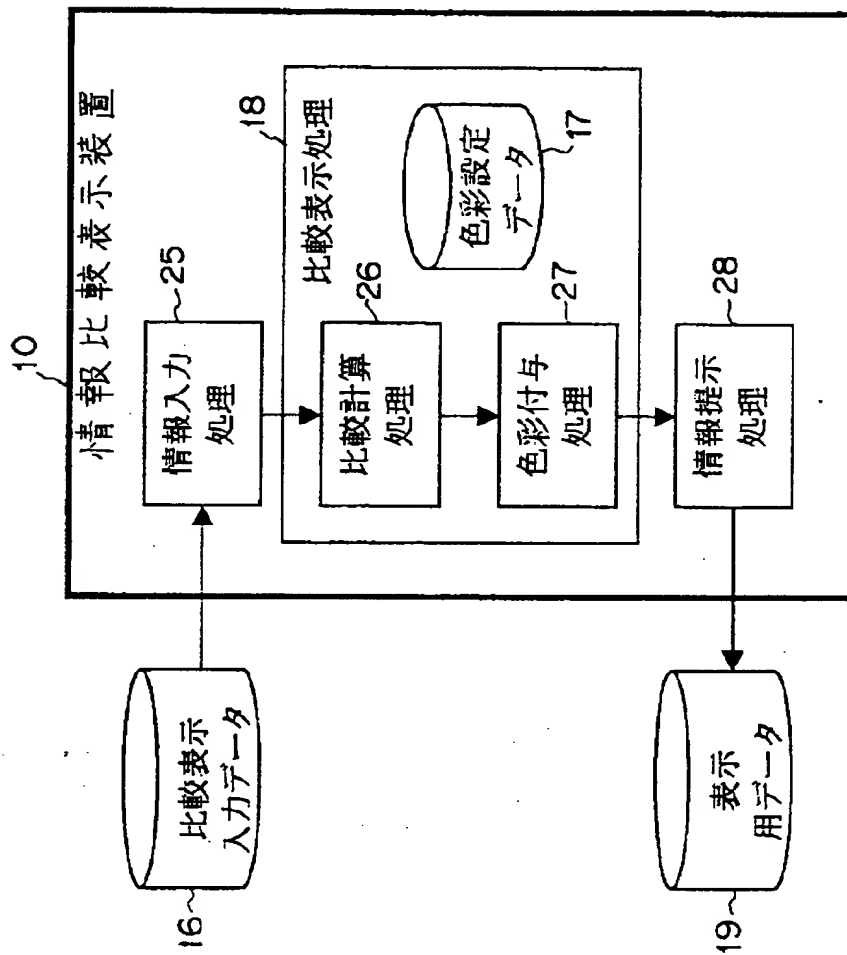 10
情報比較表示装置
25
情報入力
処理
18
比較表示処理
26
比較計算
処理
色彩設定
データ
17
27
色彩付与
処理
28
情報提示
処理
比較表示
入力データ
16
表示
用データ
19